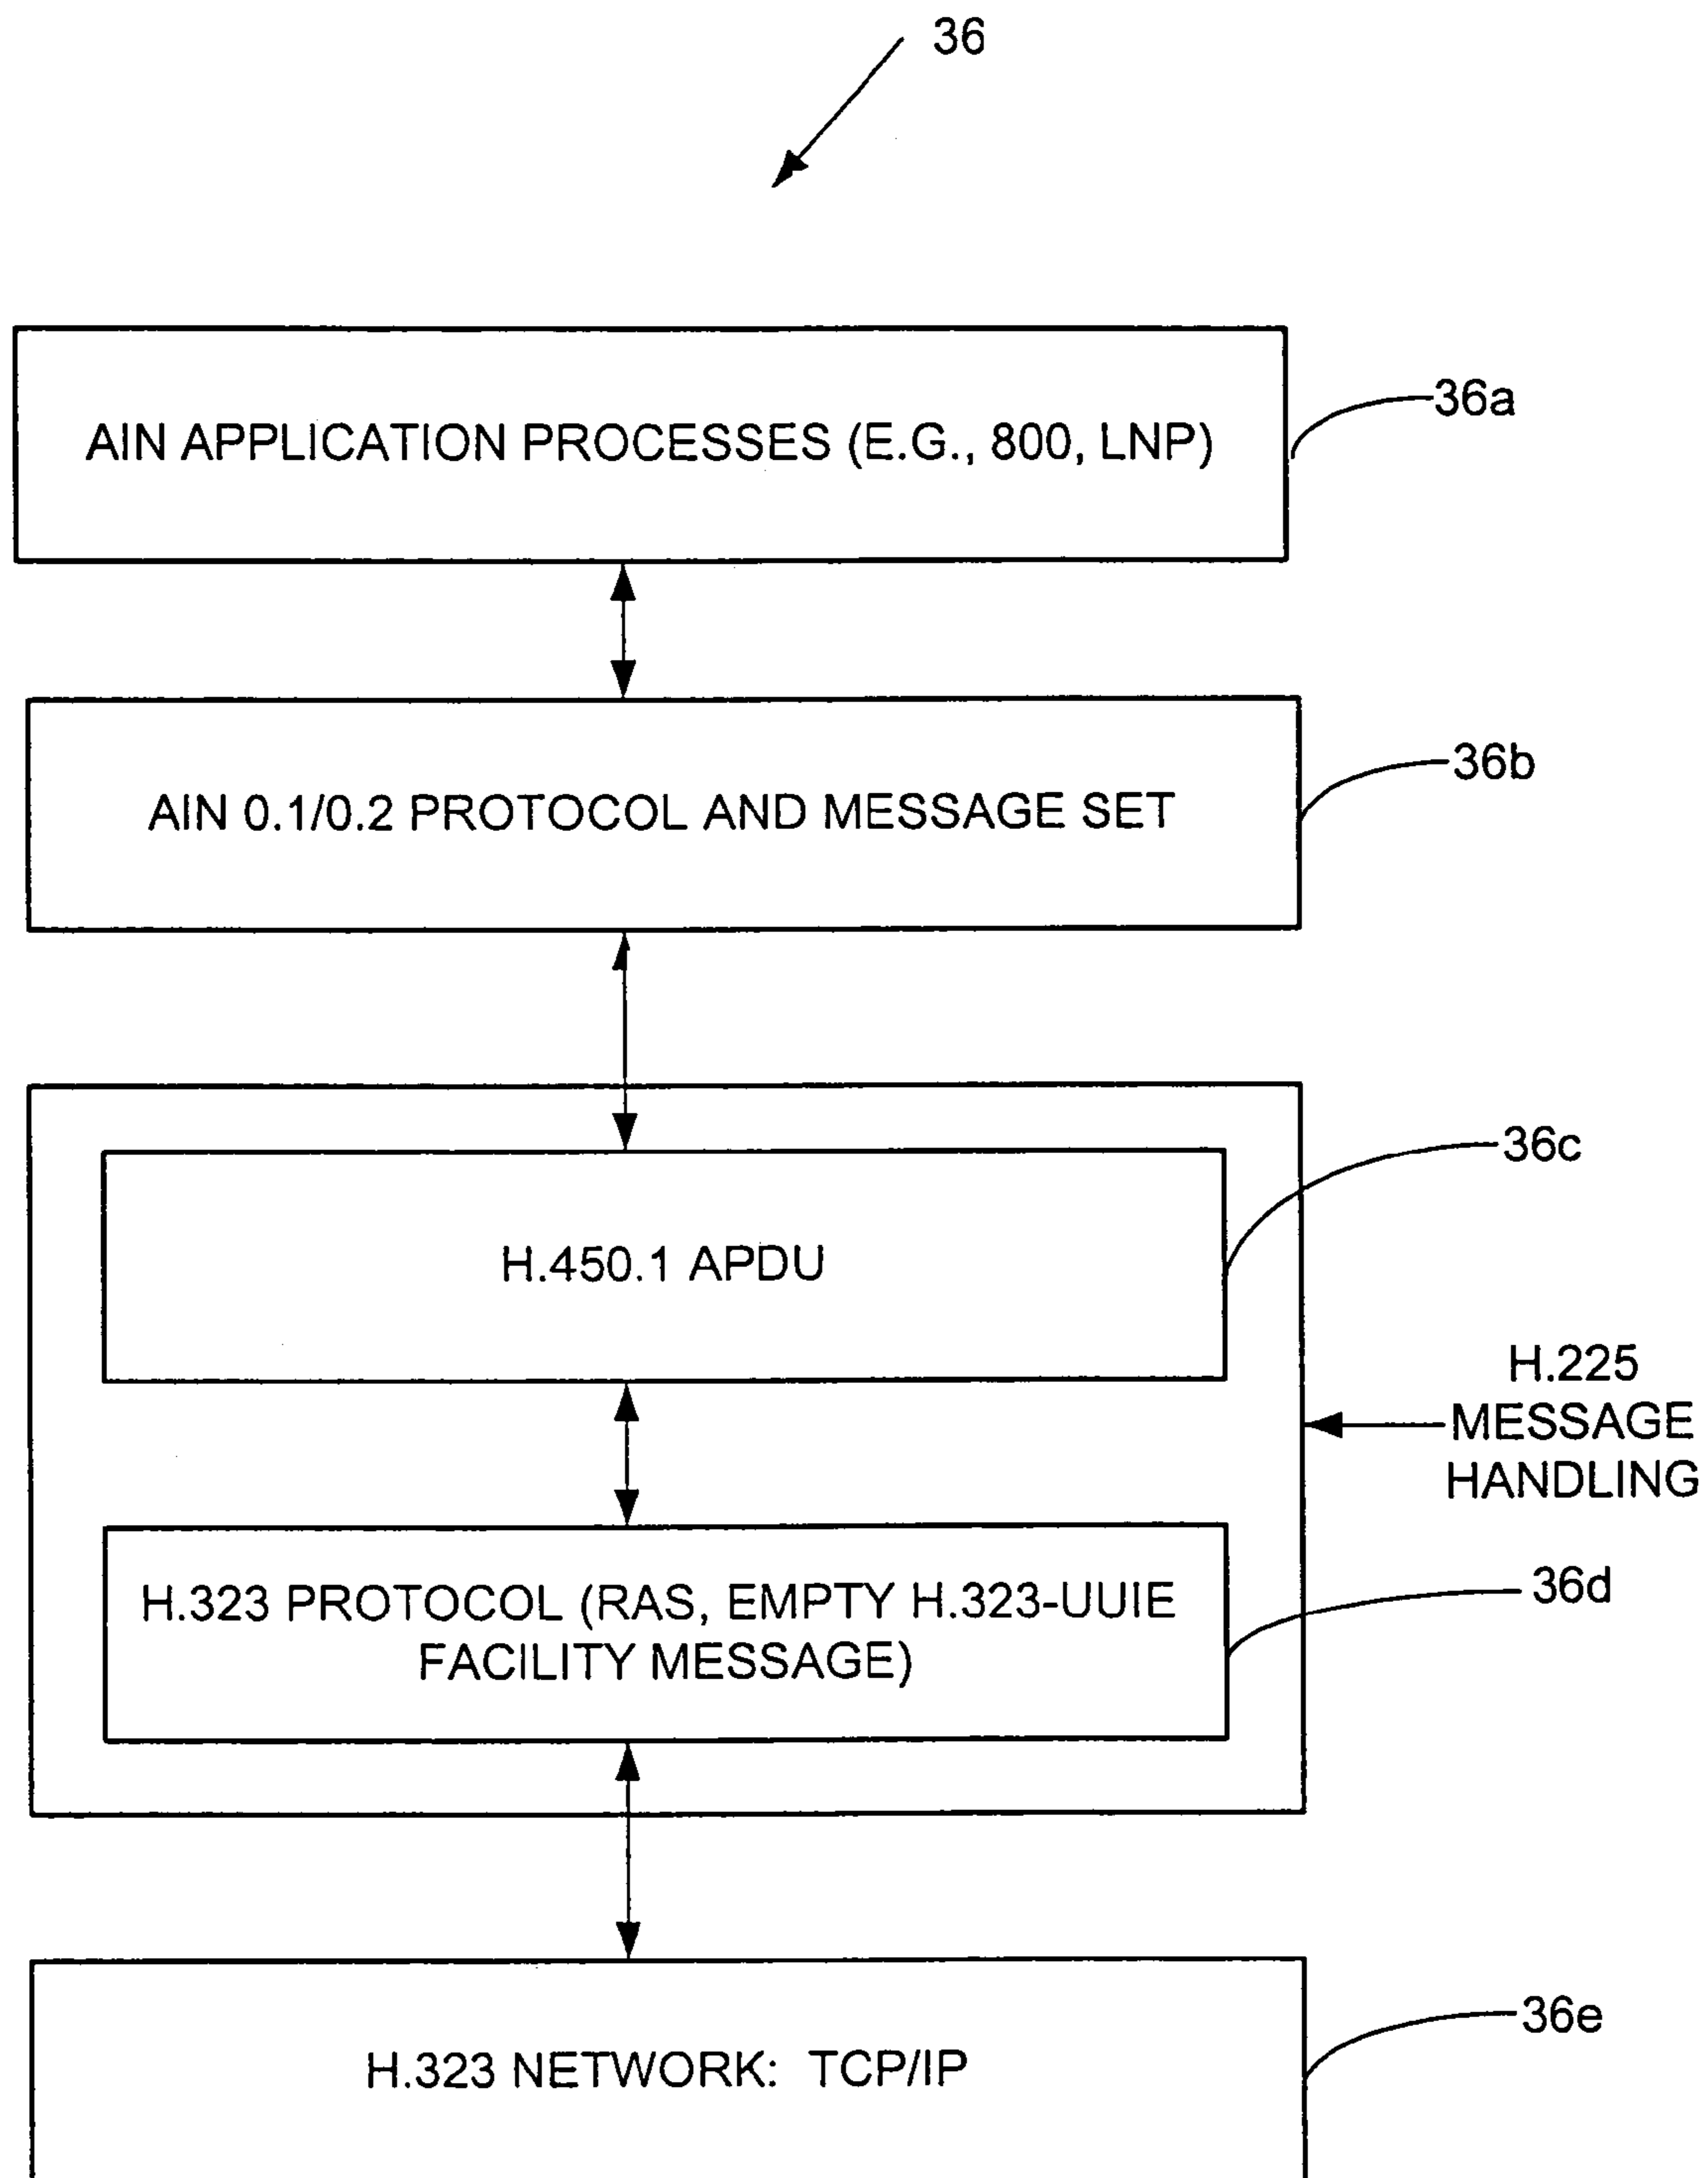 36
AIN APPLICATION PROCESSES (E.G., 800, LNP)
36a
AIN 0.1/0.2 PROTOCOL AND MESSAGE SET
36b
H.450.1 APDU
36c
H.225
MESSAGE
HANDLING
H.323 PROTOCOL (RAS, EMPTY H.323-UUIE
FACILITY MESSAGE)
36d
H.323 NETWORK: TCP/IP
36e